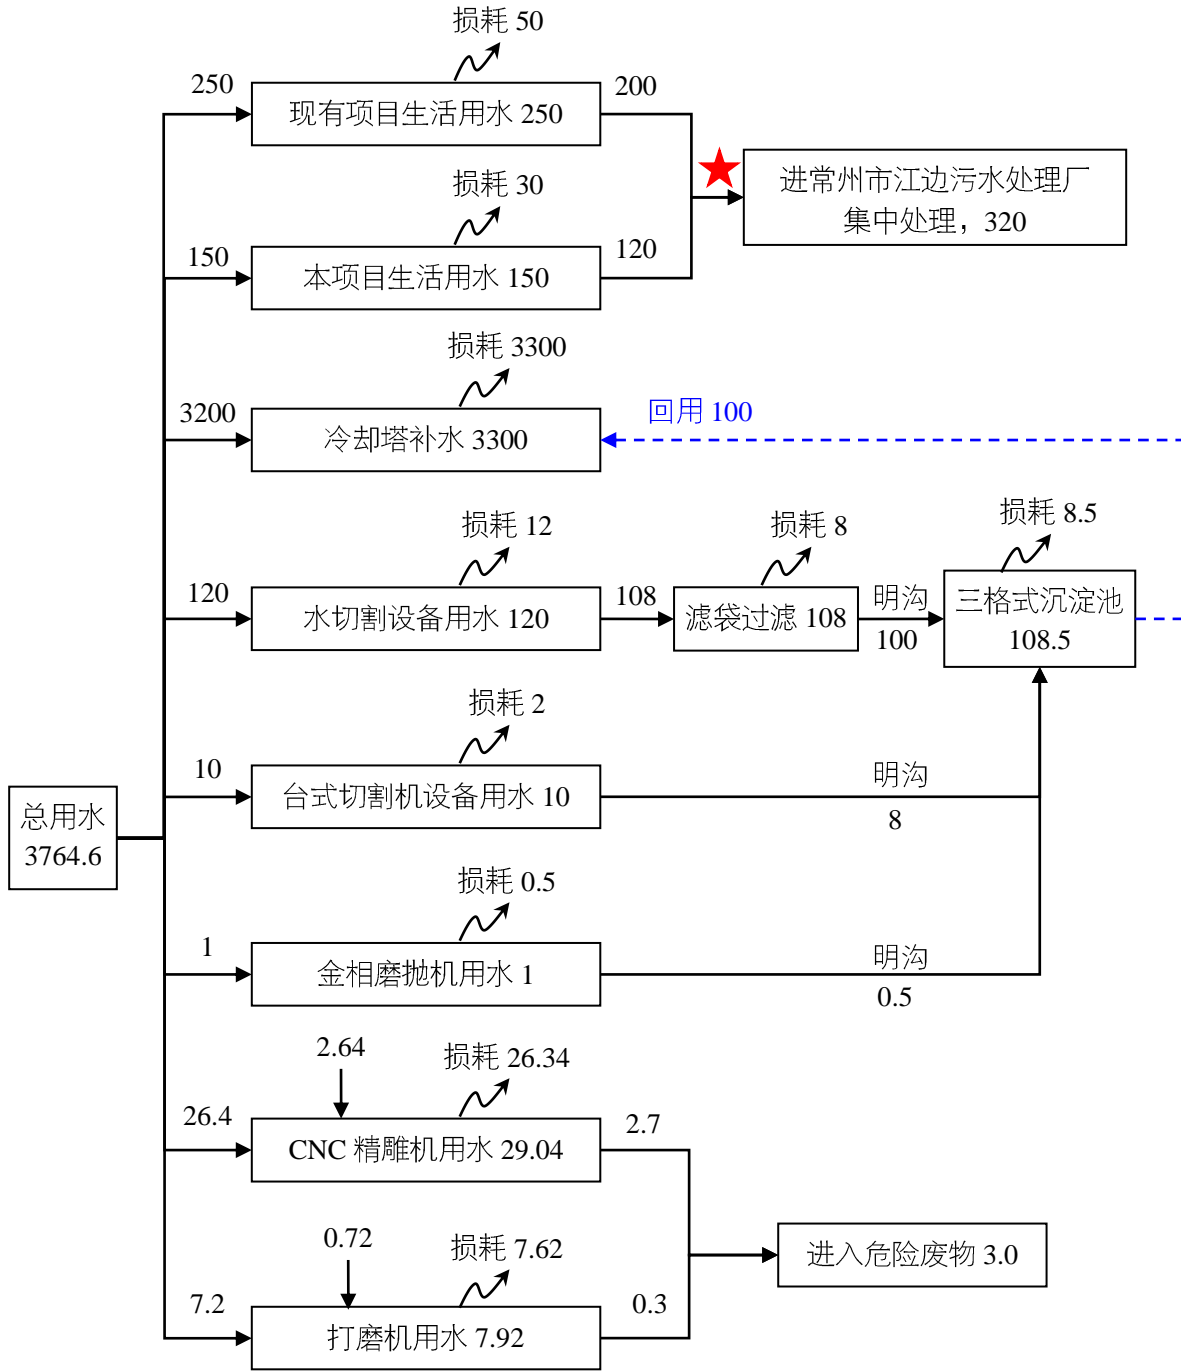 损耗 50
250
现有项目生活用水 250
200
进常州市江边污水处理厂
集中处理，320
损耗 30
150
本项目生活用水 150
120
损耗 3300
3200
冷却塔补水 3300
回用 100
损耗 12
120
水切割设备用水 120
108
损耗 8
滤袋过滤 108
明沟
100
损耗 8.5
三格式沉淀池
108.5
损耗 2
10
台式切割机设备用水 10
明沟
8
总用水
3764.6
损耗 0.5
1
金相磨抛机用水 1
明沟
0.5
2.64
损耗 26.34
26.4
CNC 精雕机用水 29.04
2.7
0.72
损耗 7.62
7.2
打磨机用水 7.92
0.3
进入危险废物 3.0